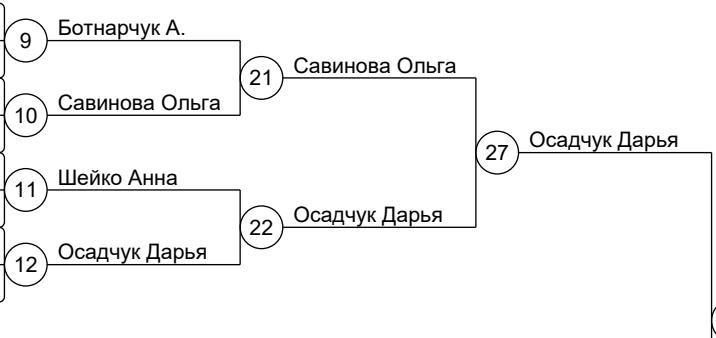 9 Ботнарчук А.
21 Савинова Ольга
10 Савинова Ольга
27 Осадчук Дарья
11 Шейко Анна
22 Осадчук Дарья
12 Осадчук Дарья